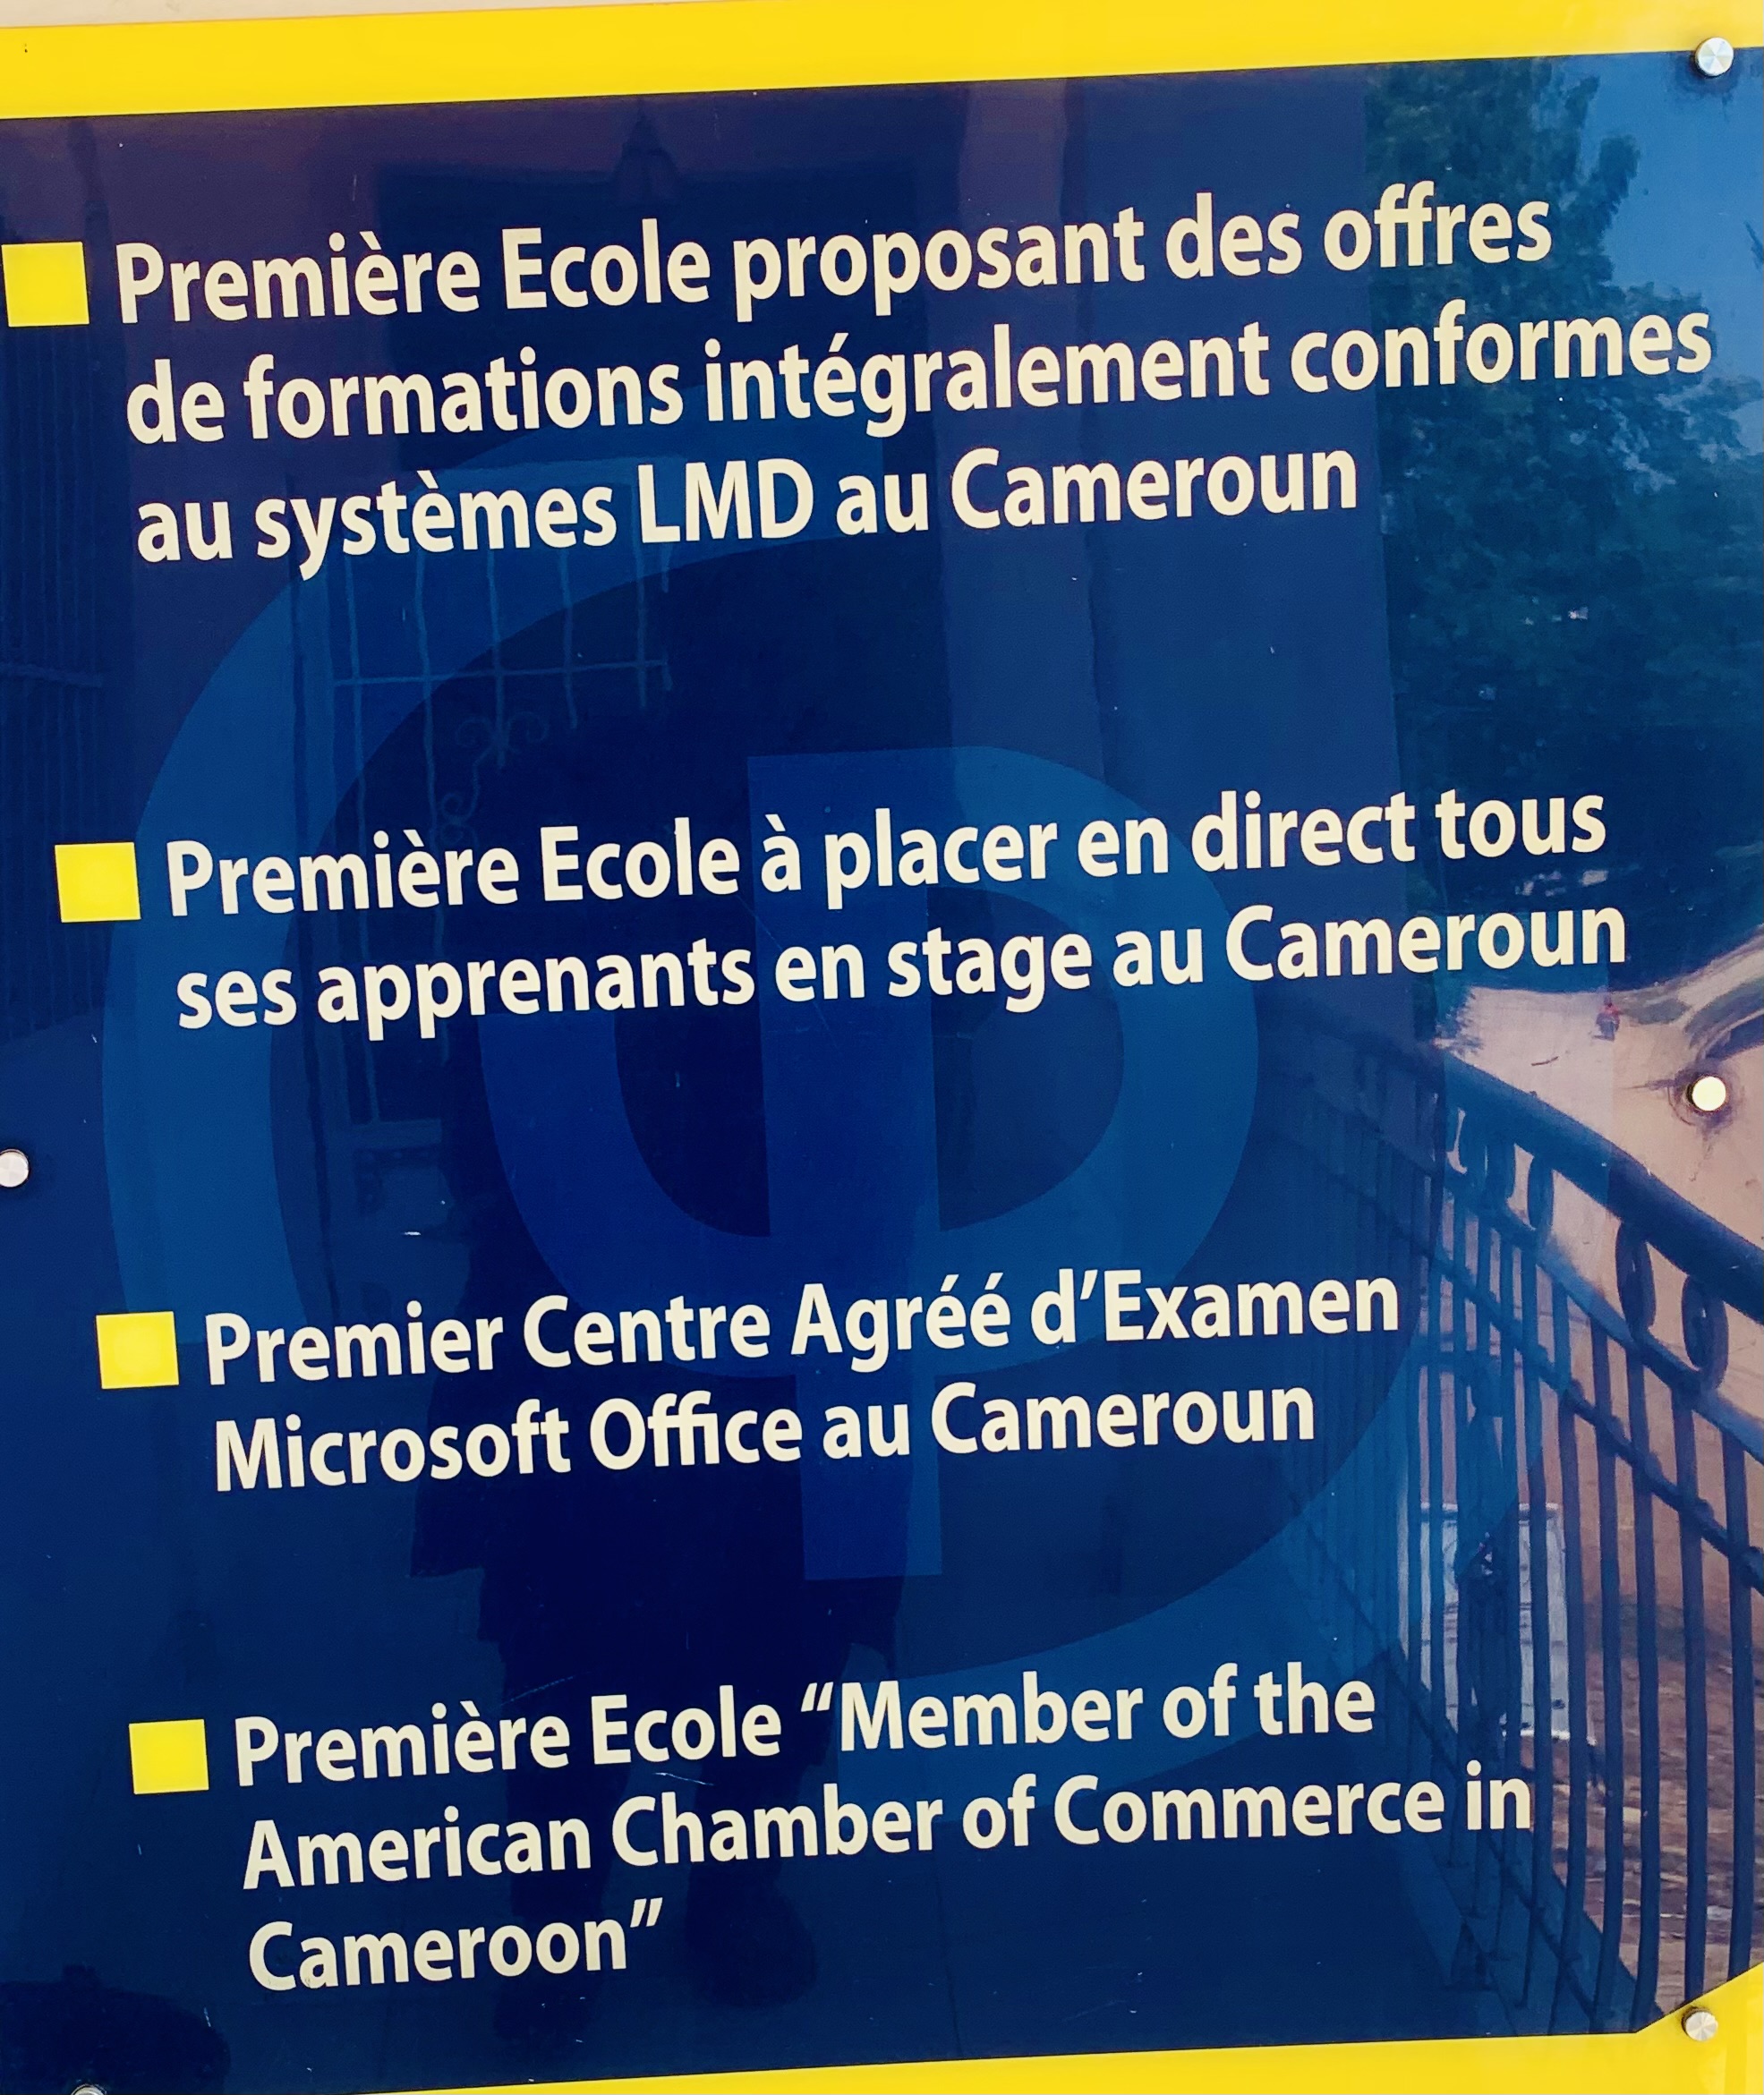 Première Ecole proposant des offres
de formations intégralement conformes
au systèmes LMD au Cameroun
Première Ecole à placer en direct tous
ses apprenants en stage au Cameroun
Premier Centre Agréé d’Examen
Microsoft Office au Cameroun
Première Ecole “Member of the
American Chamber of Commerce in
Cameroon”